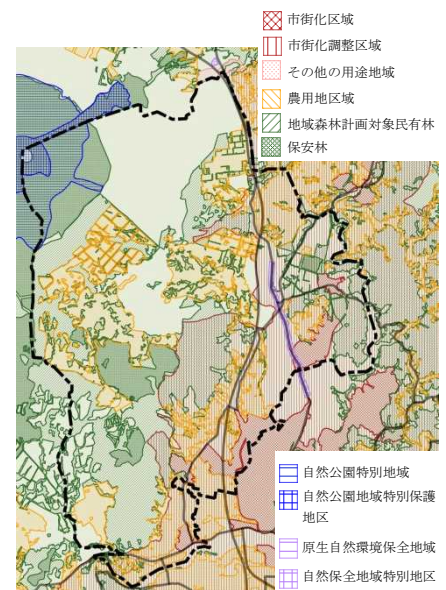 市街化区域
市街化調整区域
その他の用途地域
農用地区域
地域森林計画対象民有林
保安林
自然公園特別地域
自然公園地域特別保護
地区
原生自然環境保全地域
自然保全地域特別地区